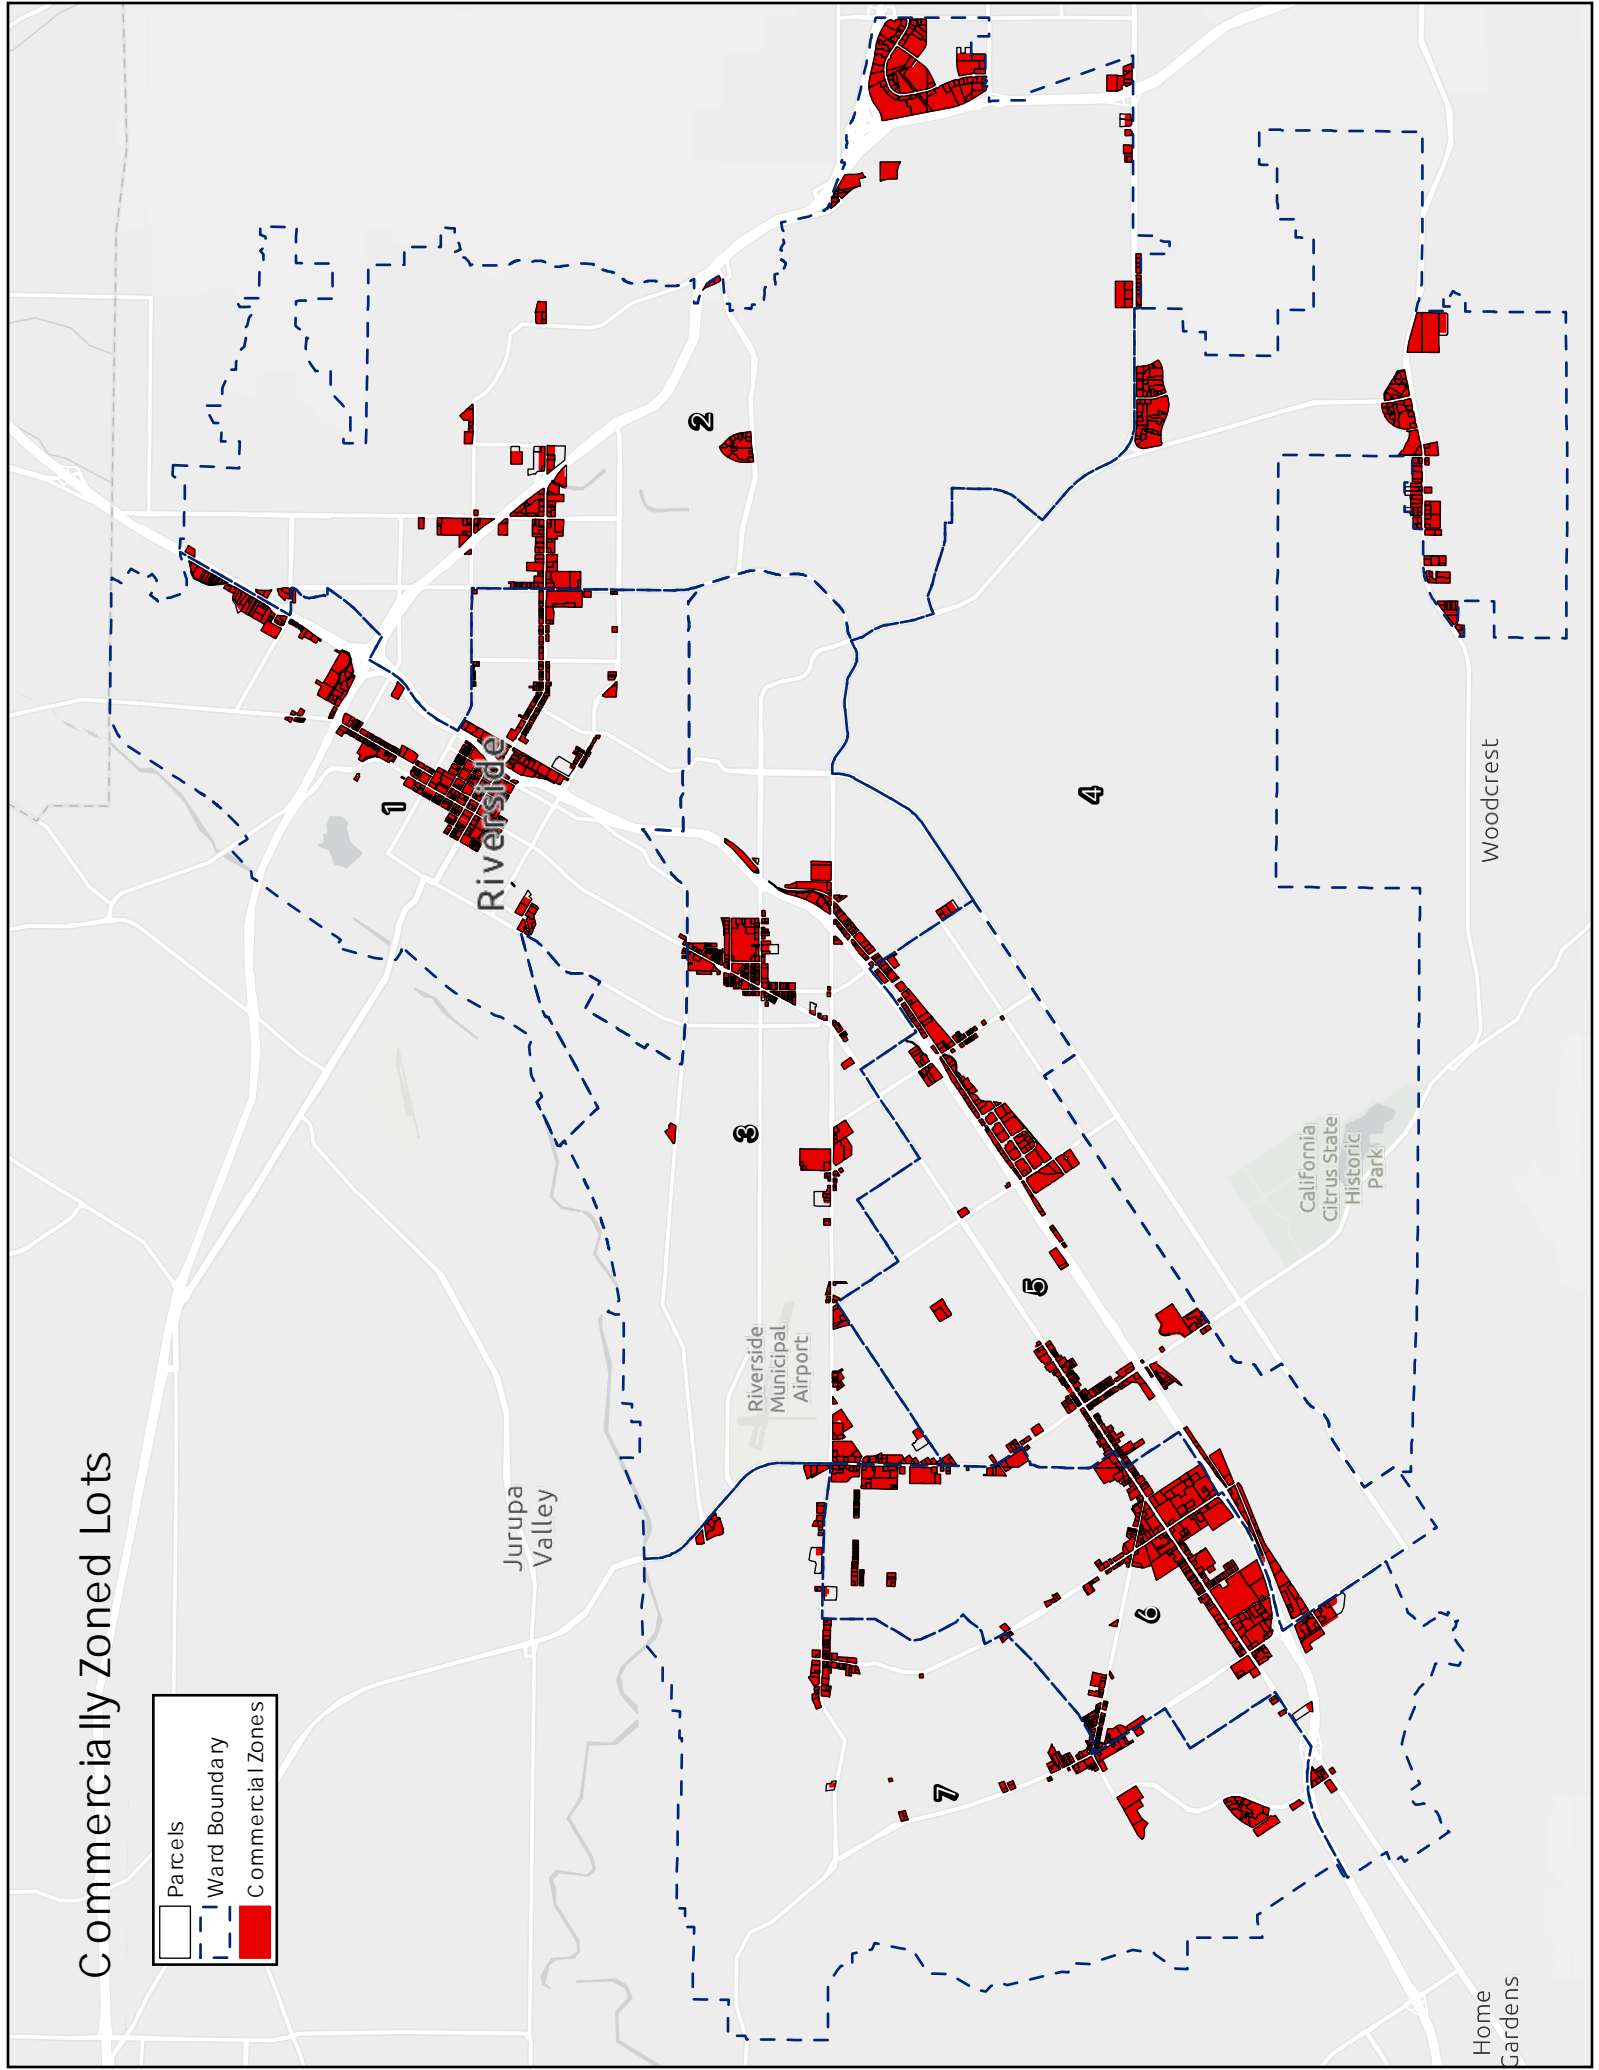 Commercially Zoned Lots
Parcels
Ward Boundary
Commercial Zones
1
2
Riverside
3
4
5
6
7
Jurupa
Valley
Riverside
Municipal
Airport
California
Citrus State
Historic
Park
Woodcrest
Home
Gardens